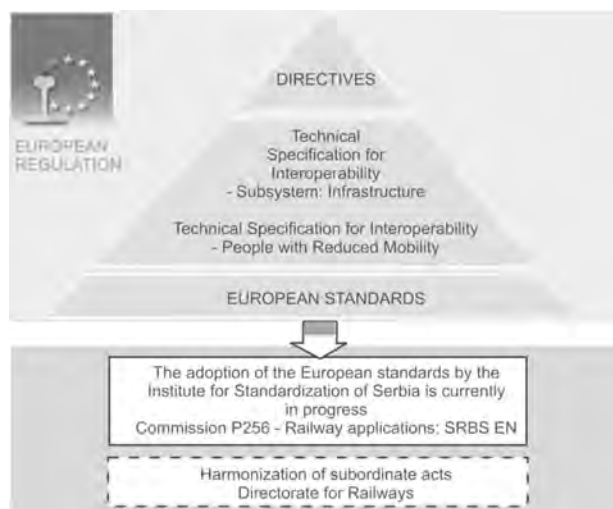 DIRECTIVES
EUROPEAN
REGULATION
Technical
Specification for
Interoperability
- Subsystem: Infrastructure
Technical Specification for Interoperability
- People with Reduced Mobility
EUROPEAN STANDARDS
The adoption of the European standards by the
Institute for Standardization of Serbia is currently
in progress
Commission P256 - Railway applications; SRBS EN
Harmonization of subordinate acts
Directorate for Railways